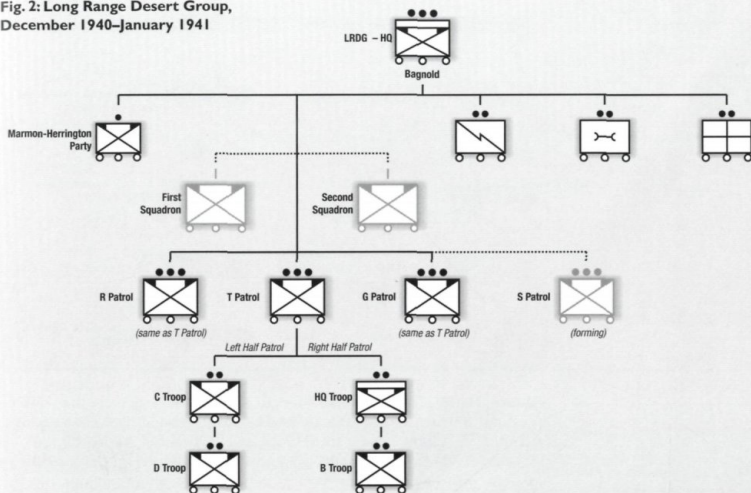 Fig. 2: Long Range Desert Group,
December 1940–January 1941
LRDG – HQ
Bagnold
Marmon-Herrington
Party
First
Squadron
Second
Squadron
R Patrol
T Patrol
G Patrol
S Patrol
(same as T Patrol)
(same as T Patrol)
(forming)
Left Half Patrol
Right Half Patrol
C Troop
HQ Troop
D Troop
B Troop